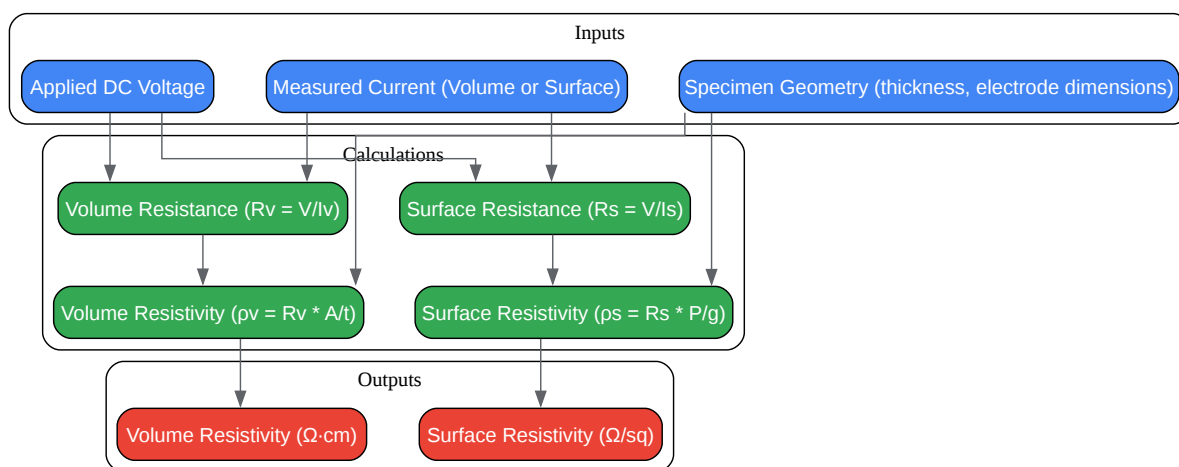 Inputs
Applied DC Voltage
Measured Current (Volume or Surface)
Specimen Geometry (thickness, electrode dimensions)
Calculations
Volume Resistance (Rv = V/Iv)
Surface Resistance (Rs = V/Is)
Volume Resistivity (ρv = Rv * A/t)
Surface Resistivity (ρs = Rs * P/g)
Outputs
Volume Resistivity (Ω·cm)
Surface Resistivity (Ω/sq)